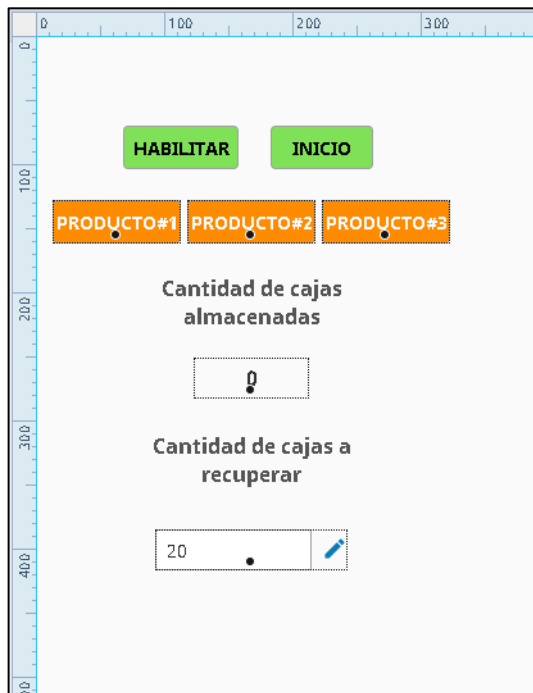 0 100 200 300
0
HABILITAR INICIO
100
PRODUCTO#1 PRODUCTO#2 PRODUCTO#3
200
Cantidad de cajas
almacenadas
0
300
Cantidad de cajas a
recuperar
20
400